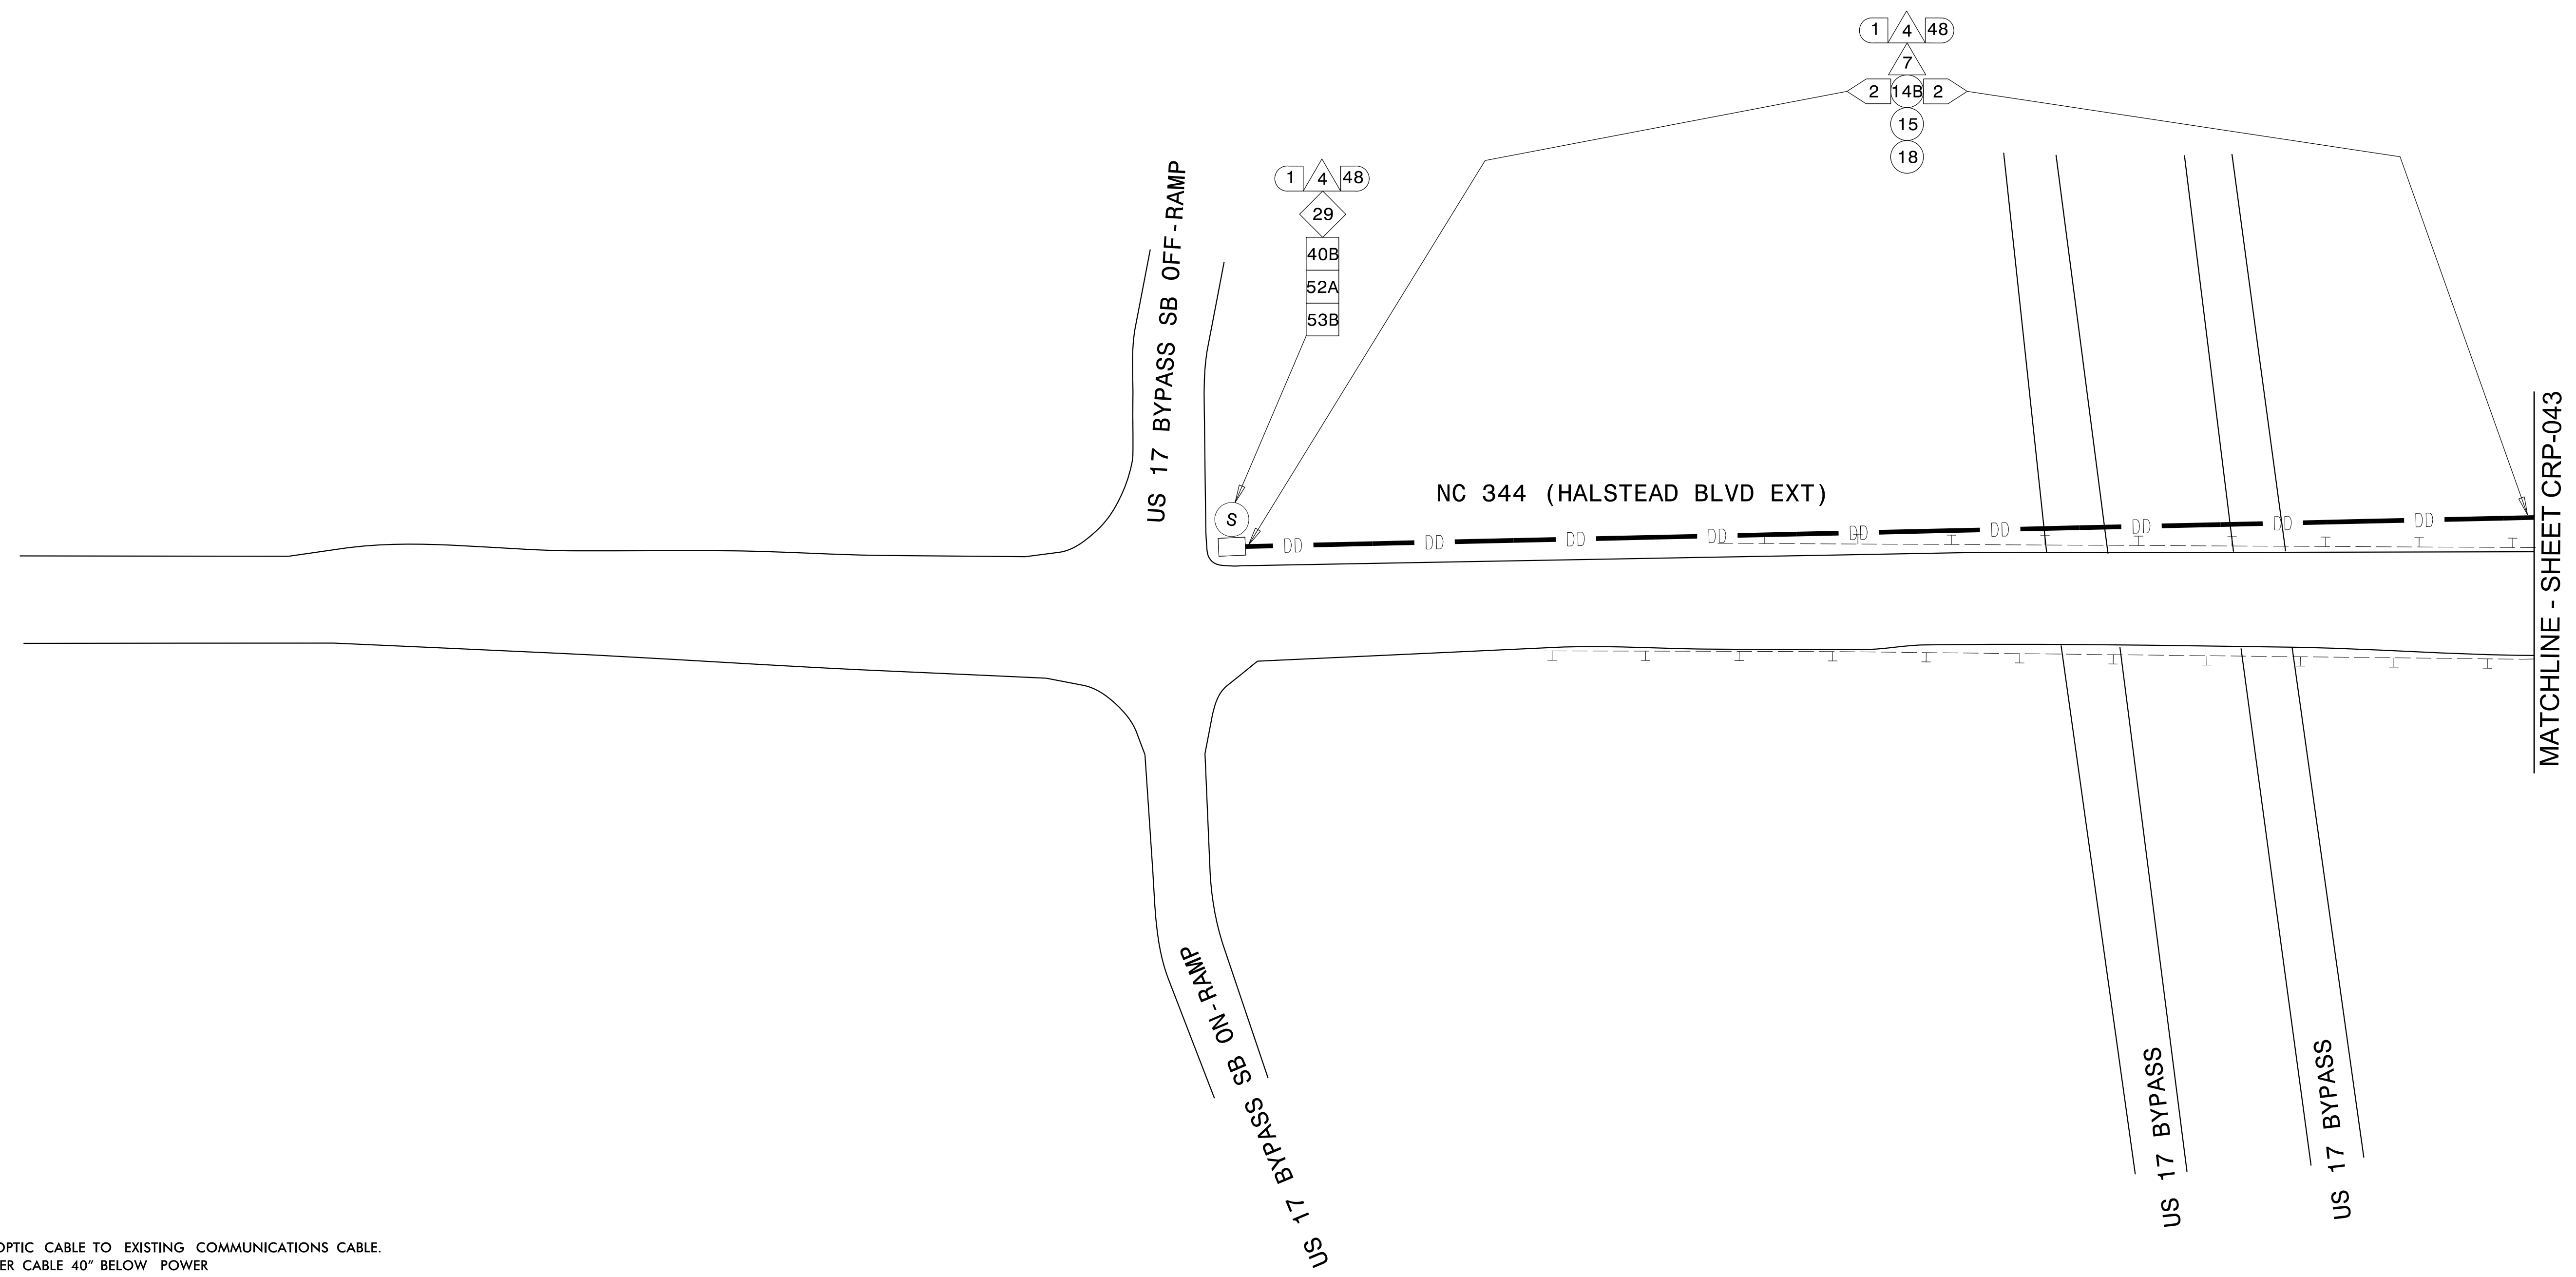 1 4 48
7
2 14B 2
15
18
1 4 48
29
40B
52A
53B
US 17 BYPASS SB OFF-RAMP
S
NC 344 (HALSTEAD BLVD EXT)
DD DD DD DD DD DD DD DD DD
MATCHLINE - SHEET CRP-043
US 17 BYPASS SB ON-RAMP
US 17 BYPASS
US 17 BYPASS
OPTIC CABLE TO EXISTING COMMUNICATIONS CABLE.
ER CABLE 40" BELOW POWER